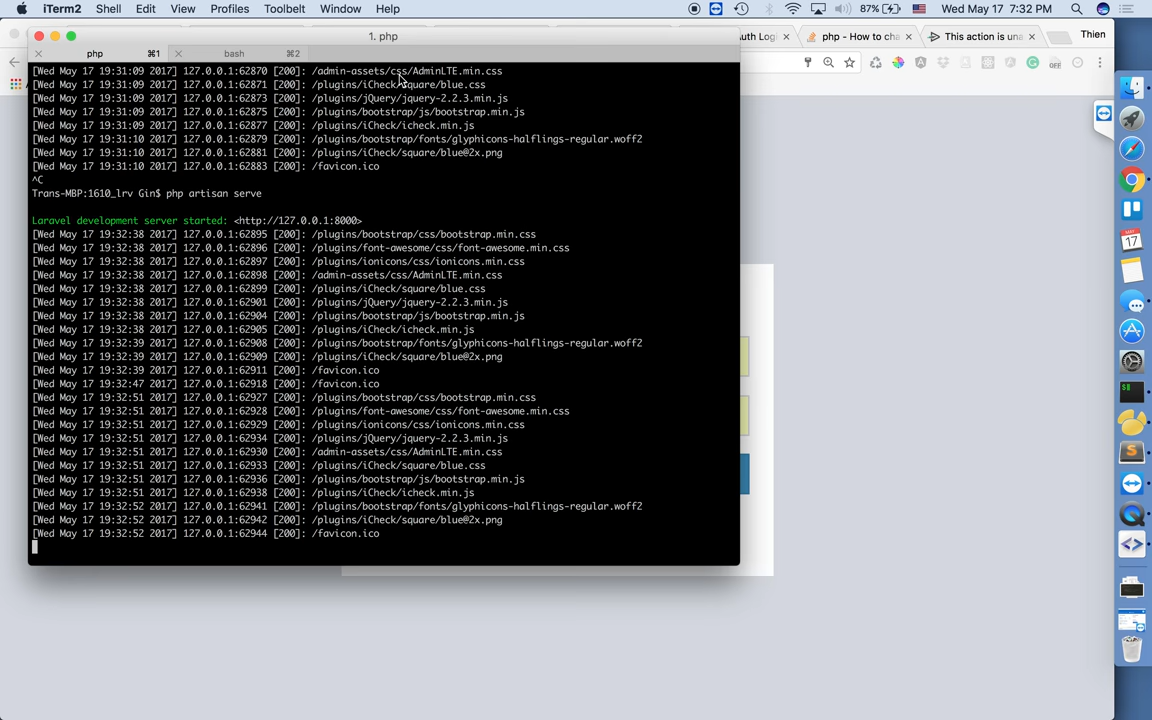 iTerm2 Shell Edit View Profiles Toolbelt Window Help
87% Wed May 17 7:32 PM
1. php
php ⌘1 bash ⌘2
uth Logi php - How to cha This action is una Thien
[Wed May 17 19:31:09 2017] 127.0.0.1:62870 [200]: /admin-assets/css/AdminLTE.min.css
[Wed May 17 19:31:09 2017] 127.0.0.1:62871 [200]: /plugins/iCheck/square/blue.css
[Wed May 17 19:31:09 2017] 127.0.0.1:62873 [200]: /plugins/jQuery/jquery-2.2.3.min.js
[Wed May 17 19:31:09 2017] 127.0.0.1:62875 [200]: /plugins/bootstrap/js/bootstrap.min.js
[Wed May 17 19:31:09 2017] 127.0.0.1:62877 [200]: /plugins/iCheck/icheck.min.js
[Wed May 17 19:31:10 2017] 127.0.0.1:62879 [200]: /plugins/bootstrap/fonts/glyphicons-halflings-regular.woff2
[Wed May 17 19:31:10 2017] 127.0.0.1:62881 [200]: /plugins/iCheck/square/blue@2x.png
[Wed May 17 19:31:10 2017] 127.0.0.1:62883 [200]: /favicon.ico
^C
Trans-MBP:1610_lrv Gin$ php artisan serve
Laravel development server started: <http://127.0.0.1:8000>
[Wed May 17 19:32:38 2017] 127.0.0.1:62895 [200]: /plugins/bootstrap/css/bootstrap.min.css
[Wed May 17 19:32:38 2017] 127.0.0.1:62896 [200]: /plugins/font-awesome/css/font-awesome.min.css
[Wed May 17 19:32:38 2017] 127.0.0.1:62897 [200]: /plugins/ionicons/css/ionicons.min.css
[Wed May 17 19:32:38 2017] 127.0.0.1:62898 [200]: /admin-assets/css/AdminLTE.min.css
[Wed May 17 19:32:38 2017] 127.0.0.1:62899 [200]: /plugins/iCheck/square/blue.css
[Wed May 17 19:32:38 2017] 127.0.0.1:62901 [200]: /plugins/jQuery/jquery-2.2.3.min.js
[Wed May 17 19:32:38 2017] 127.0.0.1:62904 [200]: /plugins/bootstrap/js/bootstrap.min.js
[Wed May 17 19:32:38 2017] 127.0.0.1:62905 [200]: /plugins/iCheck/icheck.min.js
[Wed May 17 19:32:39 2017] 127.0.0.1:62908 [200]: /plugins/bootstrap/fonts/glyphicons-halflings-regular.woff2
[Wed May 17 19:32:39 2017] 127.0.0.1:62909 [200]: /plugins/iCheck/square/blue@2x.png
[Wed May 17 19:32:39 2017] 127.0.0.1:62911 [200]: /favicon.ico
[Wed May 17 19:32:47 2017] 127.0.0.1:62918 [200]: /favicon.ico
[Wed May 17 19:32:51 2017] 127.0.0.1:62927 [200]: /plugins/bootstrap/css/bootstrap.min.css
[Wed May 17 19:32:51 2017] 127.0.0.1:62928 [200]: /plugins/font-awesome/css/font-awesome.min.css
[Wed May 17 19:32:51 2017] 127.0.0.1:62929 [200]: /plugins/ionicons/css/ionicons.min.css
[Wed May 17 19:32:51 2017] 127.0.0.1:62934 [200]: /plugins/jQuery/jquery-2.2.3.min.js
[Wed May 17 19:32:51 2017] 127.0.0.1:62930 [200]: /admin-assets/css/AdminLTE.min.css
[Wed May 17 19:32:51 2017] 127.0.0.1:62933 [200]: /plugins/iCheck/square/blue.css
[Wed May 17 19:32:51 2017] 127.0.0.1:62936 [200]: /plugins/bootstrap/js/bootstrap.min.js
[Wed May 17 19:32:51 2017] 127.0.0.1:62938 [200]: /plugins/iCheck/icheck.min.js
[Wed May 17 19:32:52 2017] 127.0.0.1:62941 [200]: /plugins/bootstrap/fonts/glyphicons-halflings-regular.woff2
[Wed May 17 19:32:52 2017] 127.0.0.1:62942 [200]: /plugins/iCheck/square/blue@2x.png
[Wed May 17 19:32:52 2017] 127.0.0.1:62944 [200]: /favicon.ico